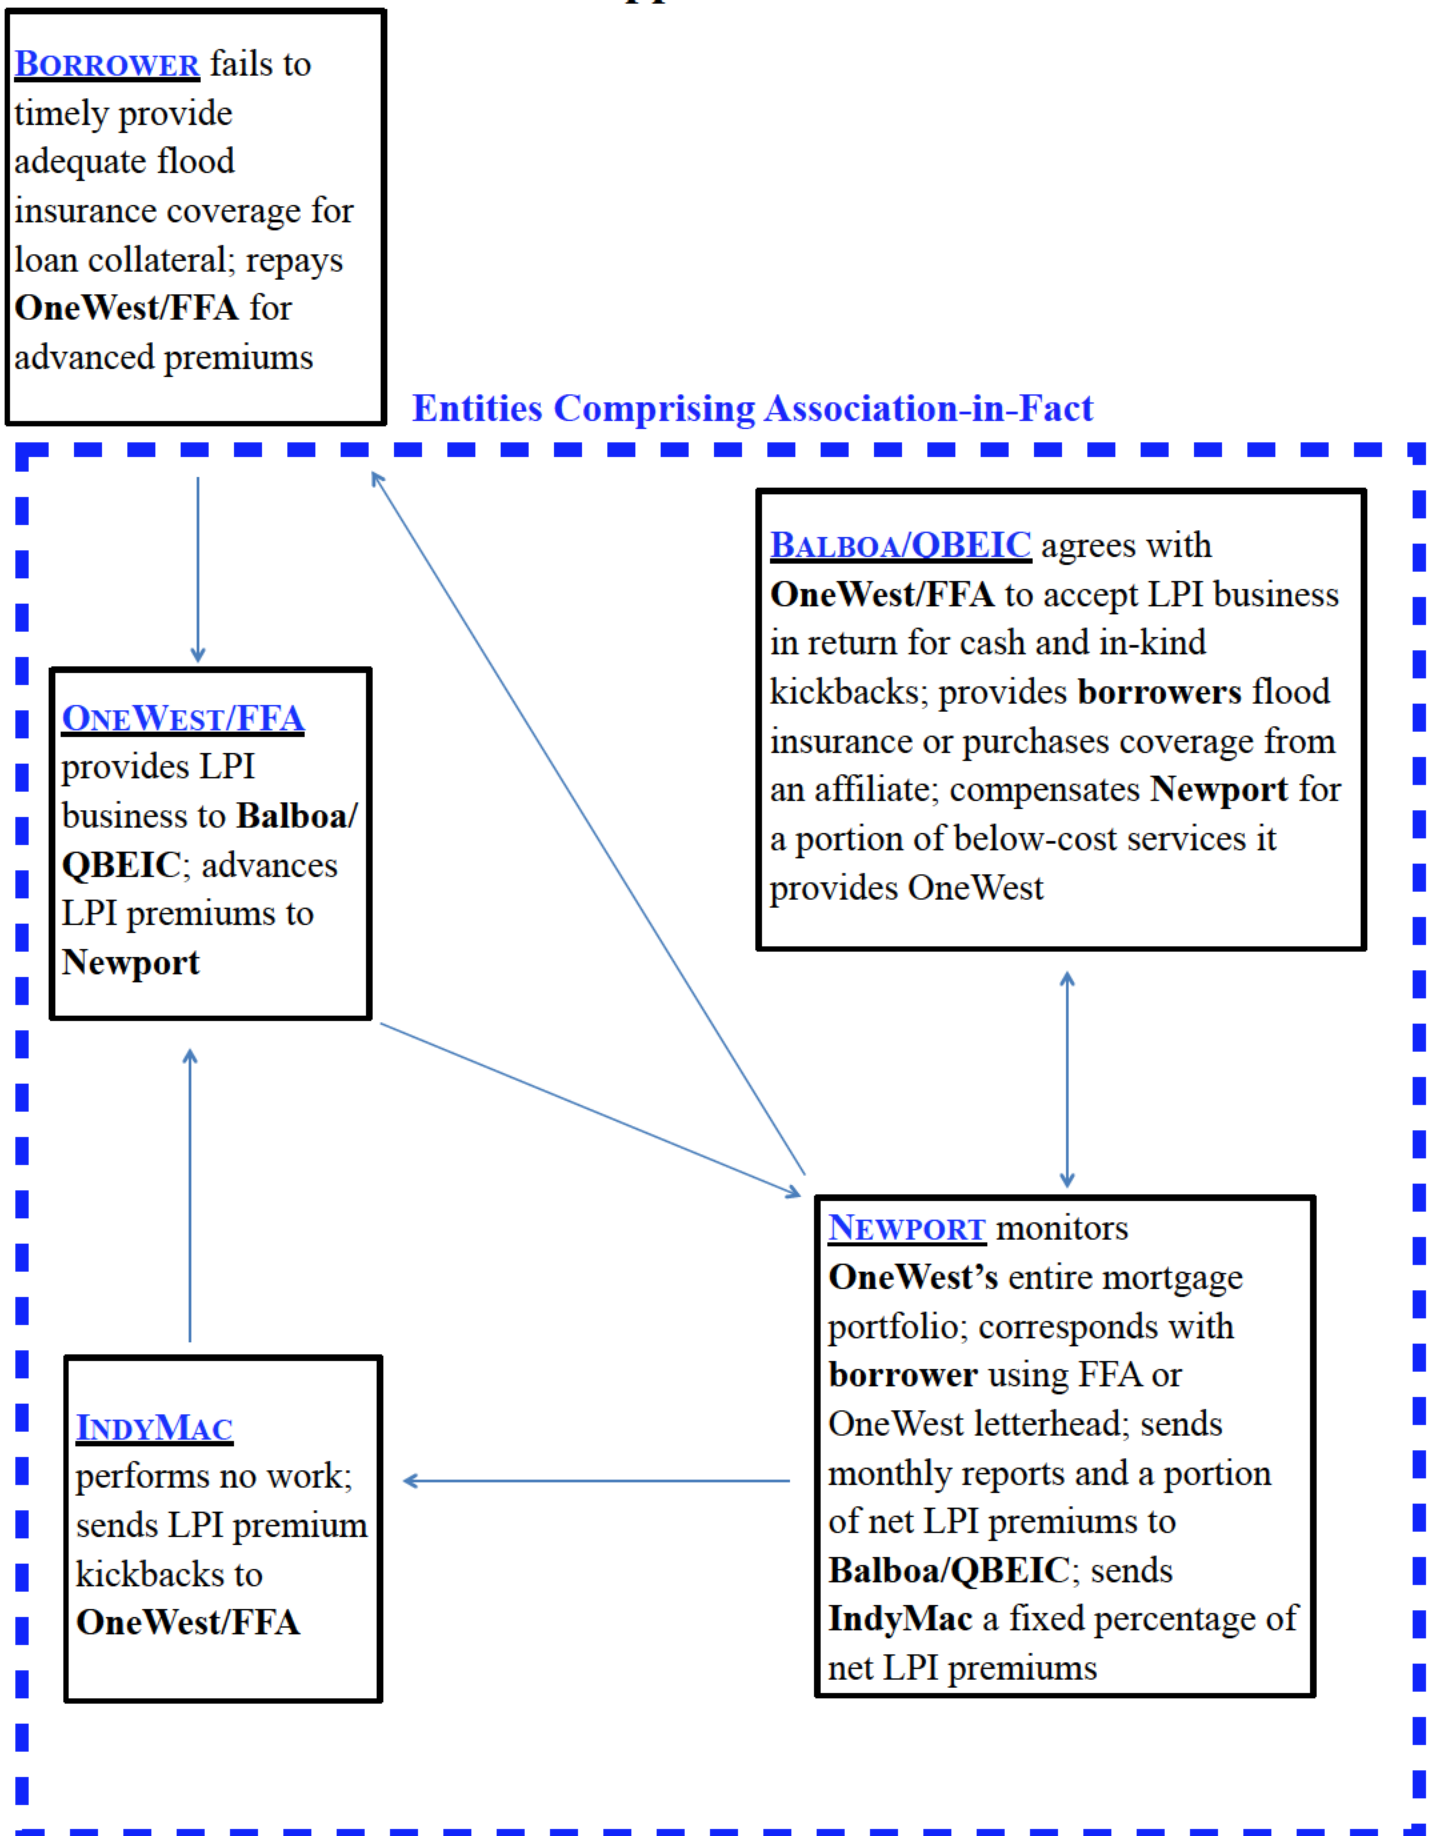 BORROWER fails to
timely provide
adequate flood
insurance coverage for
loan collateral; repays
OneWest/FFA for
advanced premiums
Entities Comprising Association-in-Fact
BALBOA/QBEIC agrees with
OneWest/FFA to accept LPI business
in return for cash and in-kind
kickbacks; provides borrowers flood
insurance or purchases coverage from
an affiliate; compensates Newport for
a portion of below-cost services it
provides OneWest
ONEWEST/FFA
provides LPI
business to Balboa/
QBEIC; advances
LPI premiums to
Newport
NEWPORT monitors
OneWest’s entire mortgage
portfolio; corresponds with
borrower using FFA or
OneWest letterhead; sends
monthly reports and a portion
of net LPI premiums to
Balboa/QBEIC; sends
IndyMac a fixed percentage of
net LPI premiums
INDYMAC
performs no work;
sends LPI premium
kickbacks to
OneWest/FFA